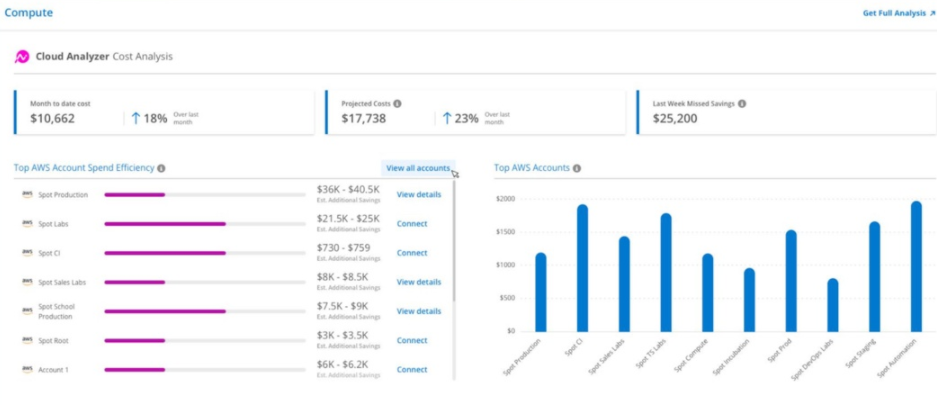 Compute
Get Full Analysis
Cloud Analyzer Cost Analysis
Month to date cost
$10,662
18%
Over last
month
Projected Costs
$17,738
23%
Over last
month
Last Week Missed Savings
$25,200
Top AWS Account Spend Efficiency
View all accounts
aws Spot Production
$36K - $40.5K
Est. Additional Savings
View details
aws Spot Labs
$21.5K - $25K
Est. Additional Savings
Connect
aws Spot CI
$730 - $759
Est. Additional Savings
Connect
aws Spot Sales Labs
$8K - $8.5K
Est. Additional Savings
View details
aws Spot School
Production
$7.5K - $9K
Est. Additional Savings
View details
aws Spot Root
$3K - $3.5K
Est. Additional Savings
Connect
aws Account 1
$6K - $6.2K
Est. Additional Savings
Connect
Top AWS Accounts
$2000
$1500
$1000
$500
$0
Spot Production
Spot CI
Spot Sales Labs
Spot TS Labs
Spot Compute
Spot Incubation
Spot Prod
Spot DevOps Labs
Spot Staging
Spot Automation